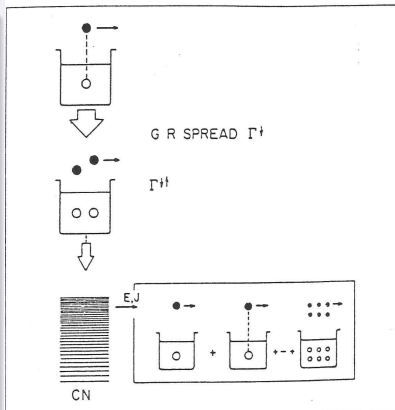 G R SPREAD Γ↓
Γ↑↑
E,J
+ + - +
CN